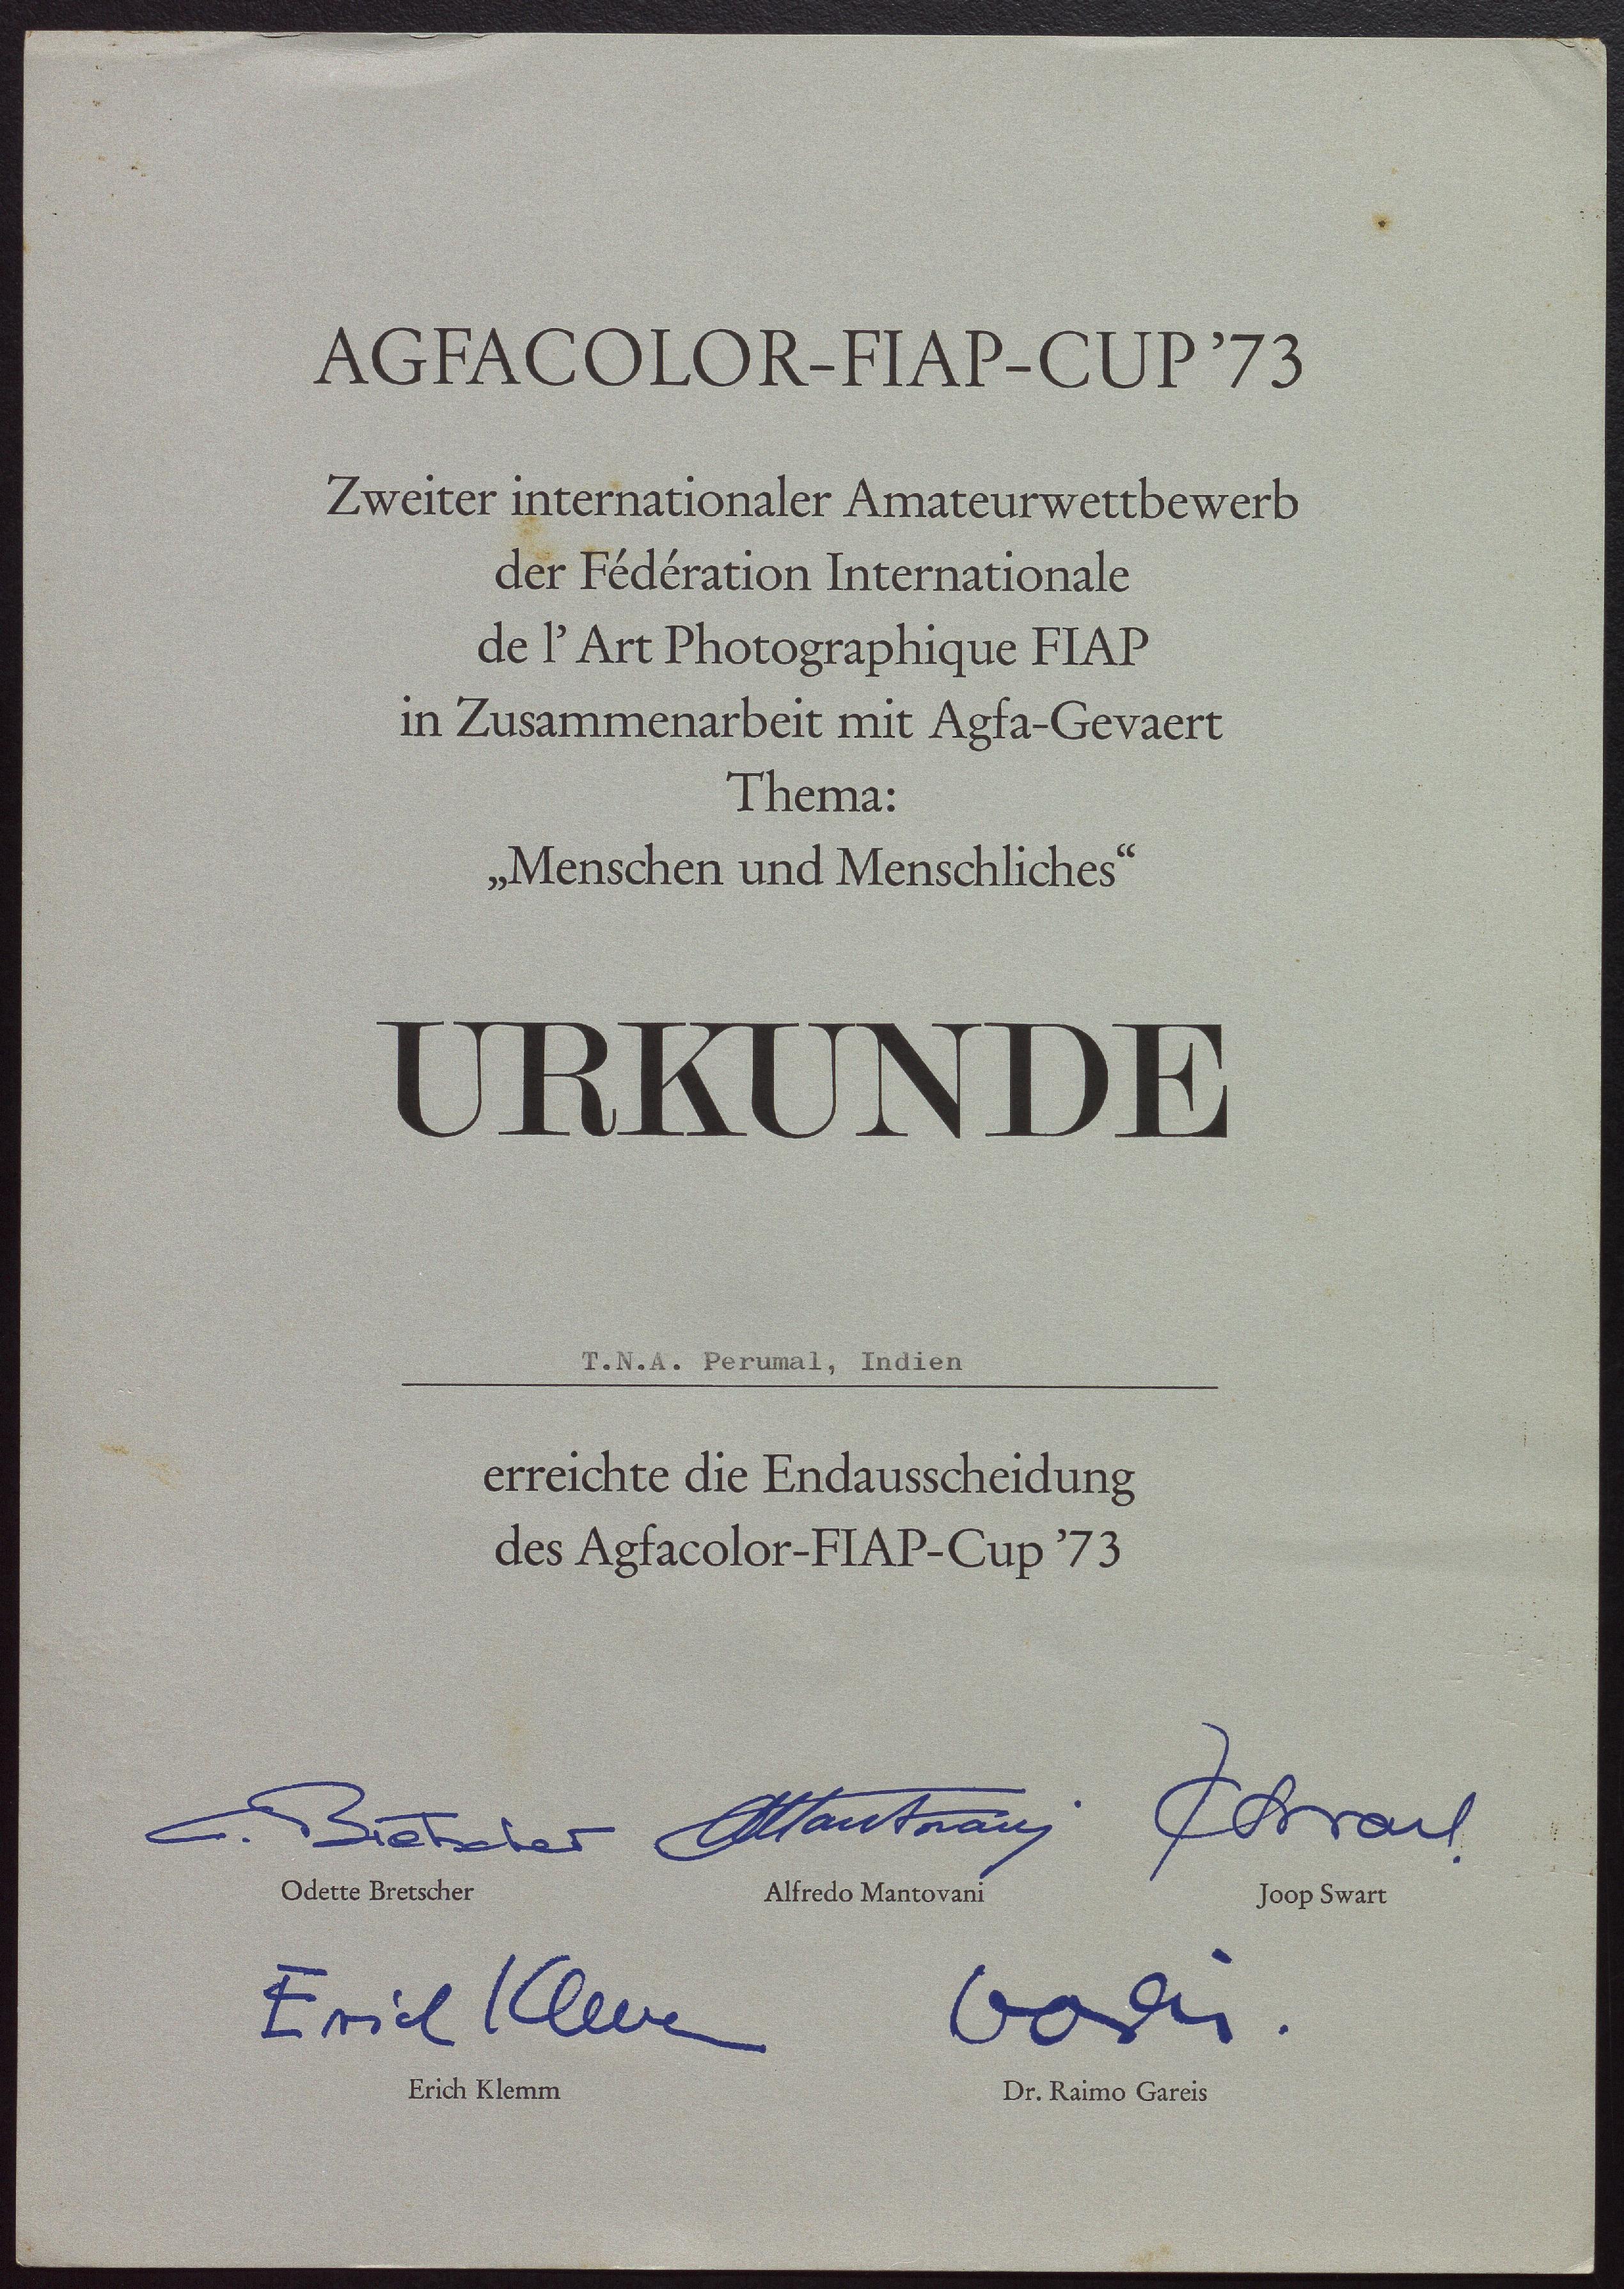 AGFACOLOR-FIAP-CUP ’73
Zweiter internationaler Amateurwettbewerb
der Fédération Internationale
de l’ Art Photographique FIAP
in Zusammenarbeit mit Agfa-Gevaert
Thema:
„Menschen und Menschliches“
URKUNDE
T.N.A. Perumal, Indien
erreichte die Endausscheidung
des Agfacolor-FIAP-Cup ’73
Bretscher
Odette Bretscher
Mantovani
Alfredo Mantovani
Joop Swart
Erich Klemm
Erich Klemm
Dr. Raimo Gareis